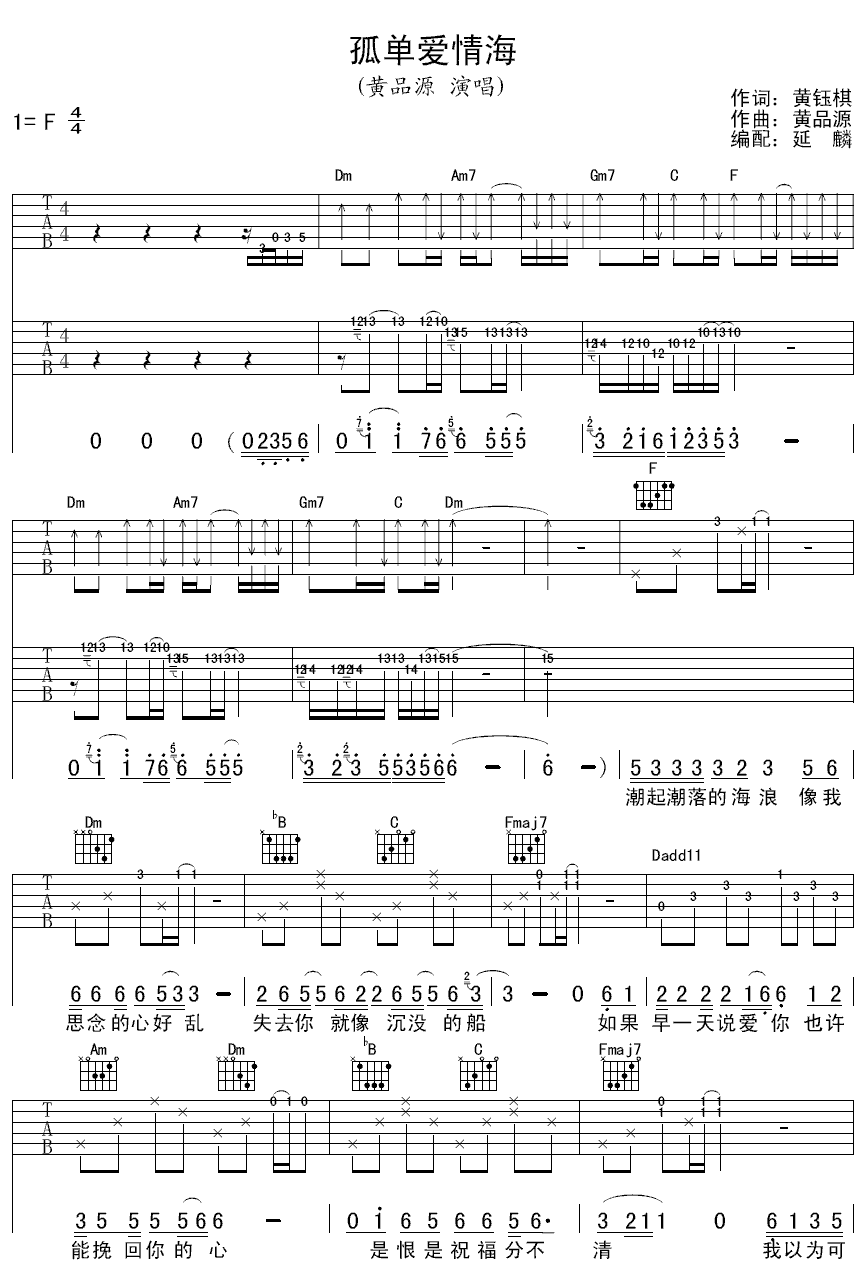 孤单爱情海
(黄品源 演唱)
作词：黄钰棋
1= F 4/4
作曲：黄品源
编配：延 麟
Dm Am7 Gm7 C F
T A B 4 4
3 0 3 5
T A B 4 4
12 13 13 12 10 13 15 13 13 13 12 14 12 10 12 10 12 10 13 10
0 0 0 (0 2 3 5 6 0 i i 7 6 6 5 5 5 3 2 1 6 1 2 3 5 3 –
F
Dm Am7 Gm7 C Dm
T A B
3 1 1
T A B
12 13 13 12 10 13 15 13 13 13 12 14 12 12 14 13 13 14 13 15 15 15
0 i i 7 6 6 5 5 5 3 2 3 5 5 3 5 6 6 – 6 –) 5 3 3 3 3 2 3 5 6
潮起潮落的海浪 像我
Dm bB C Fmaj7
Dadd11
T A B
3 1 1 0 1 1 1 1 1 0 3 3 3 1 3 3 3
6 6 6 6 5 3 3 – 2 6 5 5 6 2 2 6 5 5 6 3 3 – 0 6 1 2 2 2 2 1 6 6 1 2
思念的心好乱 失去你 就像 沉没 的船 如果 早一天说爱你 也许
Am Dm bB C Fmaj7
T A B
0 1 0 0 1 1 1 1 1
3 5 5 5 5 6 6 – 0 i 6 5 6 6 5 6· 3 2 1 1 0 6 1 3 5
能挽 回你的 心 是恨是祝福分不 清 我以为可